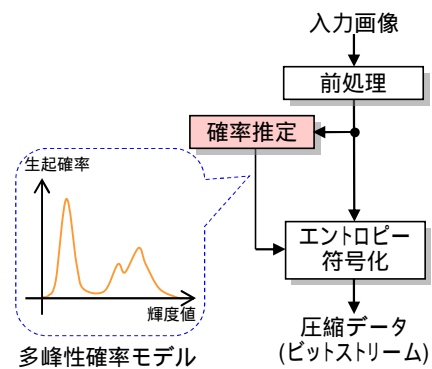 入力画像
前処理
確率推定
生起確率
輝度値
エントロピー
符号化
多峰性確率モデル
圧縮データ
(ビットストリーム)